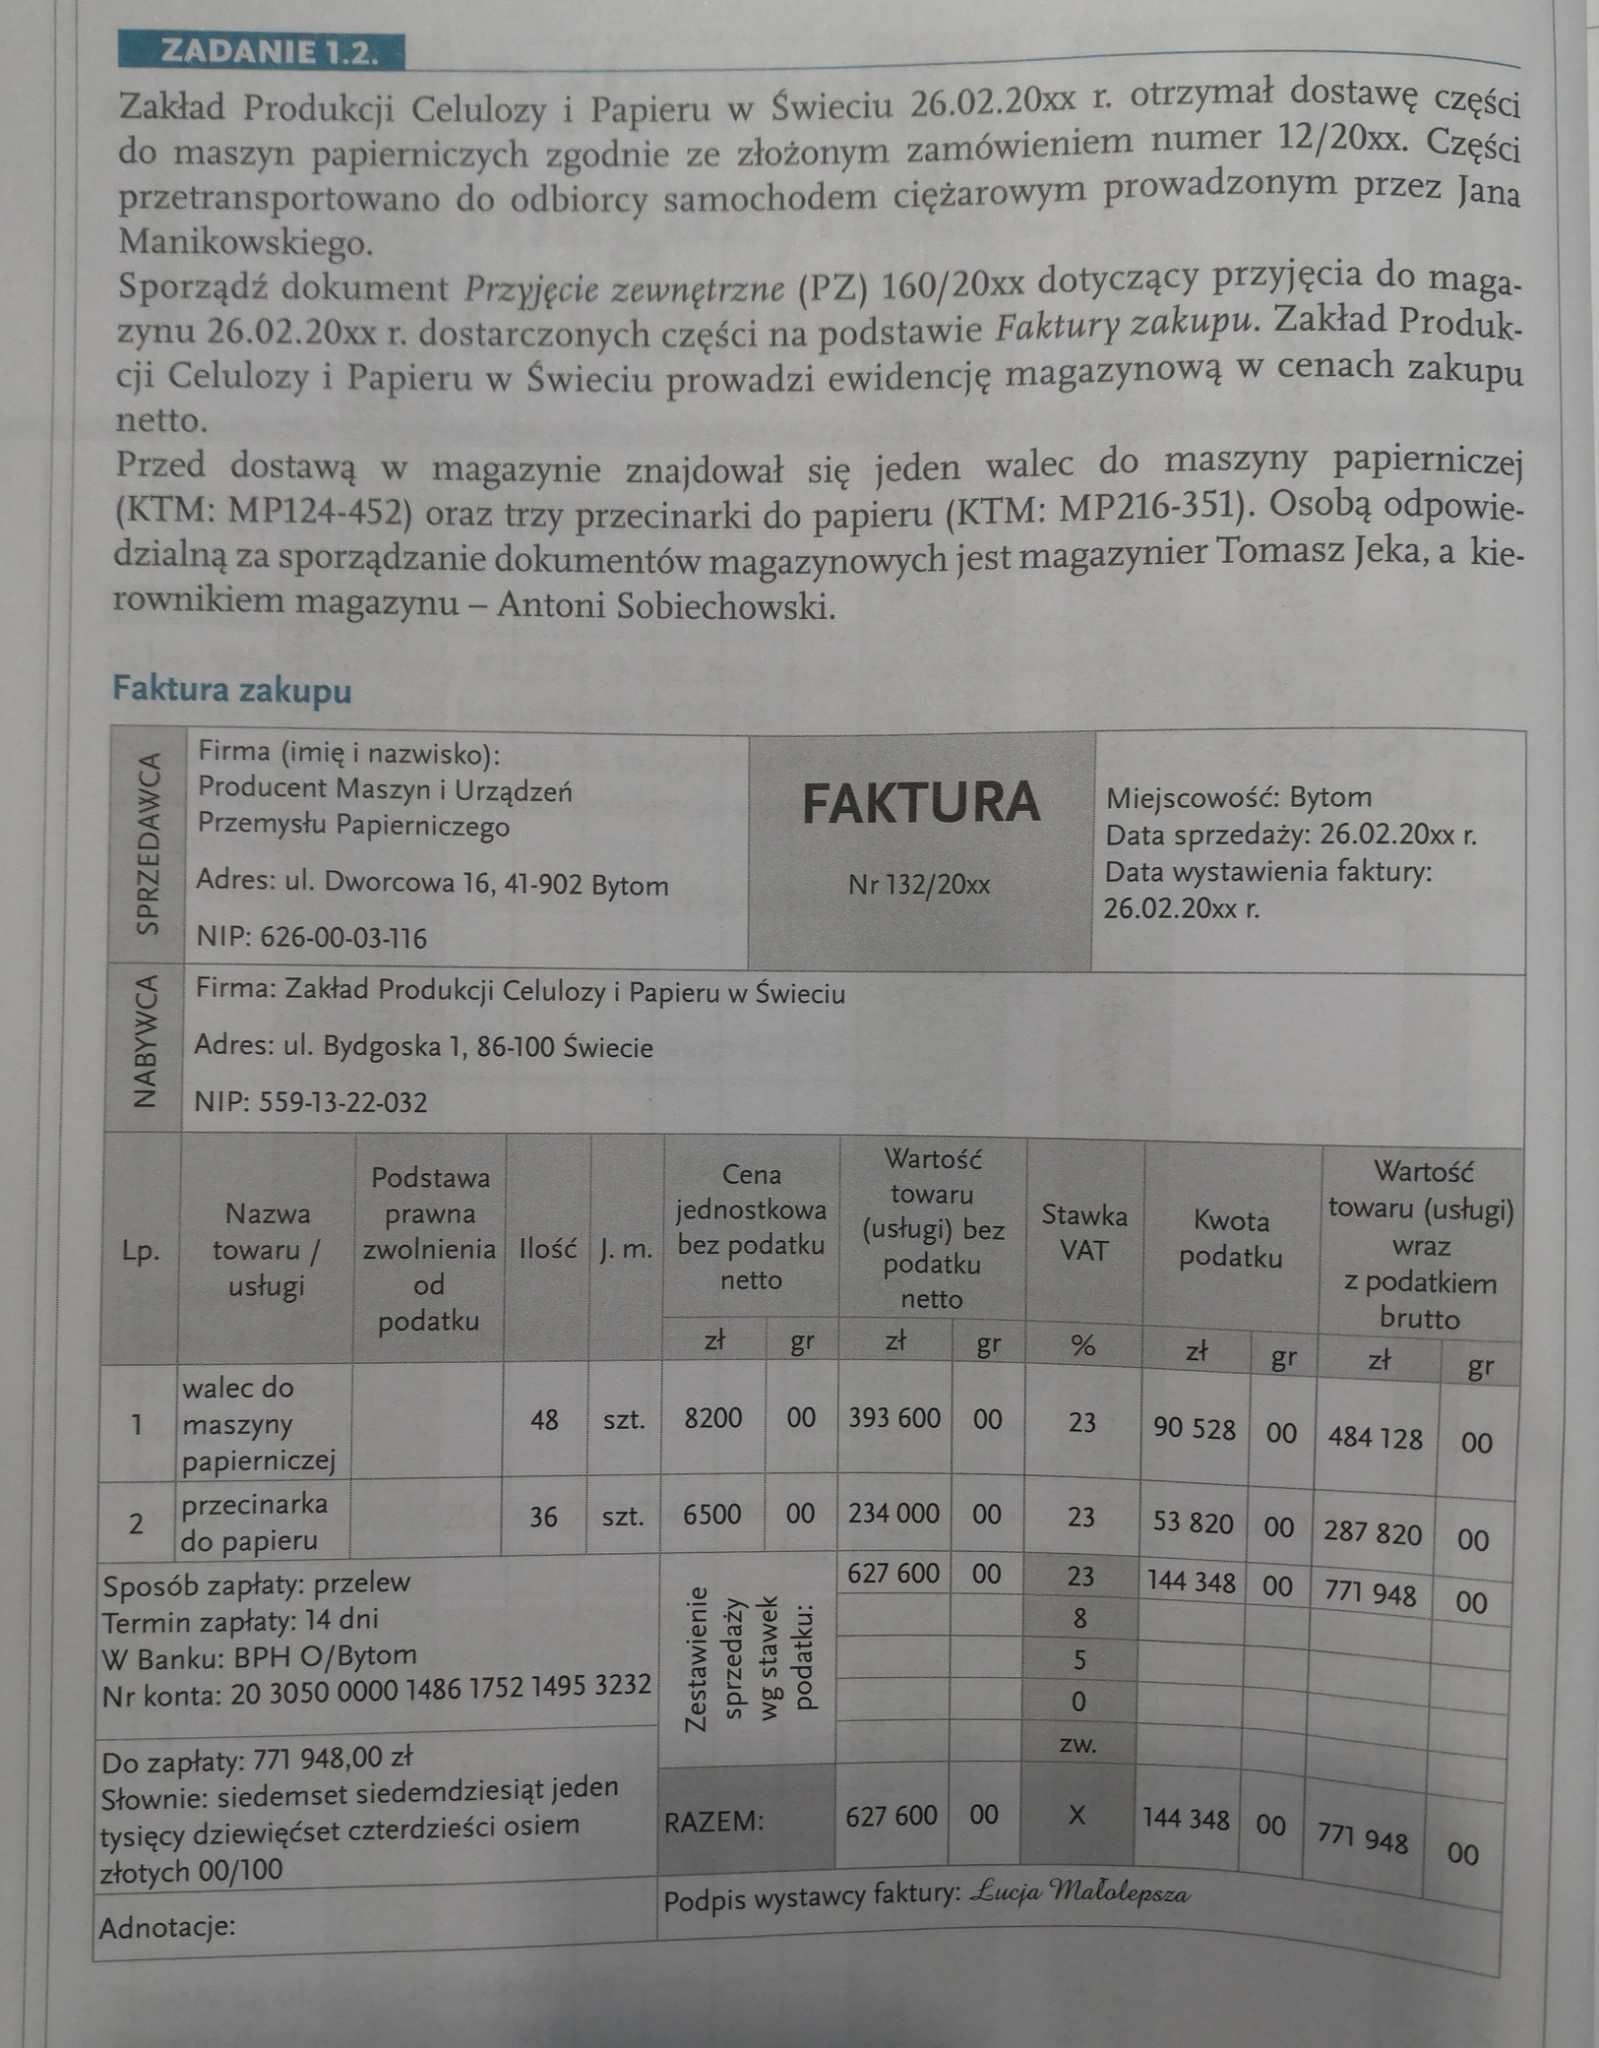 ZADANIE 1.2.
Zakład Produkcji Celulozy i Papieru w Świeciu 26.02.20xx r. otrzymał dostawę części
do maszyn papierniczych zgodnie ze złożonym zamówieniem numer 12/20xx. Części
przetransportowano do odbiorcy samochodem ciężarowym prowadzonym przez Jana
Manikowskiego.
Sporządź dokument Przyjęcie zewnętrzne (PZ) 160/20xx dotyczący przyjęcia do maga-
zynu 26.02.20xx r. dostarczonych części na podstawie Faktury zakupu. Zakład Produk-
cji Celulozy i Papieru w Świeciu prowadzi ewidencję magazynową w cenach zakupu
netto.
Przed dostawą w magazynie znajdował się jeden walec do maszyny papierniczej
(KTM: MP124-452) oraz trzy przecinarki do papieru (KTM: MP216-351). Osobą odpowie-
dzialną za sporządzanie dokumentów magazynowych jest magazynier Tomasz Jeka, a kie-
rownikiem magazynu – Antoni Sobiechowski.
Faktura zakupu
SPRZEDAWCA
Firma (imię i nazwisko):
Producent Maszyn i Urządzeń
Przemysłu Papierniczego
Adres: ul. Dworcowa 16, 41-902 Bytom
NIP: 626-00-03-116
FAKTURA
Nr 132/20xx
Miejscowość: Bytom
Data sprzedaży: 26.02.20xx r.
Data wystawienia faktury:
26.02.20xx r.
NABYWCA
Firma: Zakład Produkcji Celulozy i Papieru w Świeciu
Adres: ul. Bydgoska 1, 86-100 Świecie
NIP: 559-13-22-032
Lp.
Nazwa
towaru /
usługi
Podstawa
prawna
zwolnienia
od
podatku
Ilość
J. m.
Cena
jednostkowa
bez podatku
netto
Wartość
towaru
(usługi) bez
podatku
netto
Stawka
VAT
Kwota
podatku
Wartość
towaru (usługi)
wraz
z podatkiem
brutto
zł gr zł gr % zł gr zł gr
1
walec do
maszyny
papierniczej
48 szt. 8200 00 393 600 00 23 90 528 00 484 128 00
2
przecinarka
do papieru
36 szt. 6500 00 234 000 00 23 53 820 00 287 820 00
Sposób zapłaty: przelew
Termin zapłaty: 14 dni
W Banku: BPH O/Bytom
Nr konta: 20 3050 0000 1486 1752 1495 3232
Zestawienie
sprzedaży
wg stawek
podatku:
627 600 00 23 144 348 00 771 948 00
8
5
0
zw.
Do zapłaty: 771 948,00 zł
Słownie: siedemset siedemdziesiąt jeden
tysięcy dziewięćset czterdzieści osiem
złotych 00/100
RAZEM: 627 600 00 X 144 348 00 771 948 00
Adnotacje:
Podpis wystawcy faktury: Łucja Małolepsza